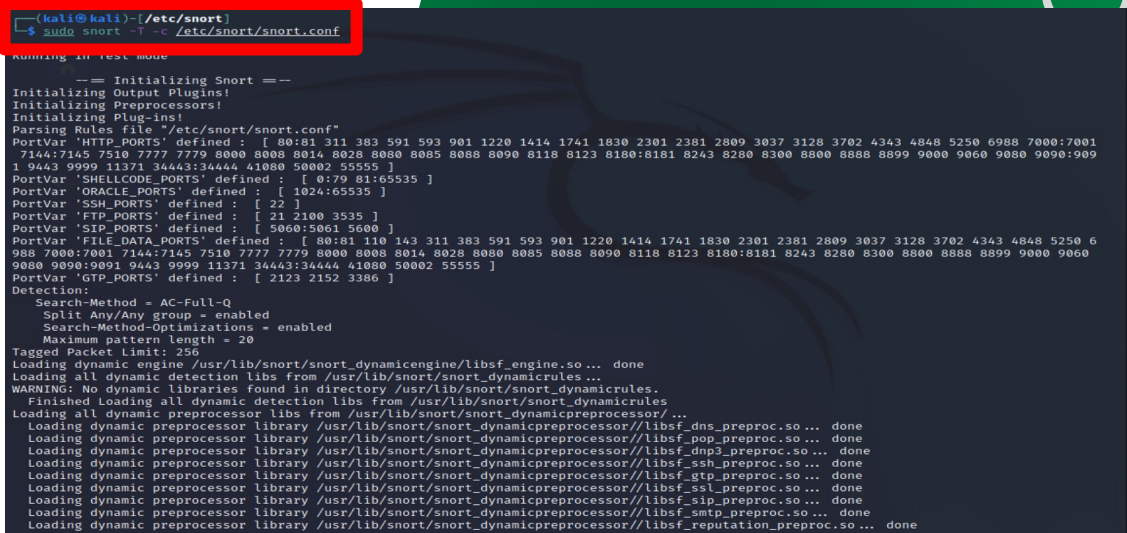 ┌──(kali㉿kali)-[/etc/snort]
└─$ sudo snort -T -c /etc/snort/snort.conf
Running in Test mode
--== Initializing Snort ==--
Initializing Output Plugins!
Initializing Preprocessors!
Initializing Plug-ins!
Parsing Rules file "/etc/snort/snort.conf"
PortVar 'HTTP_PORTS' defined :  [ 80:81 311 383 591 593 901 1220 1414 1741 1830 2301 2381 2809 3037 3128 3702 4343 4848 5250 6988 7000:7001
7144:7145 7510 7777 7779 8000 8008 8014 8028 8080 8085 8088 8090 8118 8123 8180:8181 8243 8280 8300 8800 8888 8899 9000 9060 9080 9090:909
1 9443 9999 11371 34443:34444 41080 50002 55555 ]
PortVar 'SHELLCODE_PORTS' defined :  [ 0:79 81:65535 ]
PortVar 'ORACLE_PORTS' defined :  [ 1024:65535 ]
PortVar 'SSH_PORTS' defined :  [ 22 ]
PortVar 'FTP_PORTS' defined :  [ 21 2100 3535 ]
PortVar 'SIP_PORTS' defined :  [ 5060:5061 5600 ]
PortVar 'FILE_DATA_PORTS' defined :  [ 80:81 110 143 311 383 591 593 901 1220 1414 1741 1830 2301 2381 2809 3037 3128 3702 4343 4848 5250 6
988 7000:7001 7144:7145 7510 7777 7779 8000 8008 8014 8028 8080 8085 8088 8090 8118 8123 8180:8181 8243 8280 8300 8800 8888 8899 9000 9060
9080 9090:9091 9443 9999 11371 34443:34444 41080 50002 55555 ]
PortVar 'GTP_PORTS' defined :  [ 2123 2152 3386 ]
Detection:
Search-Method = AC-Full-Q
Split Any/Any group = enabled
Search-Method-Optimizations = enabled
Maximum pattern length = 20
Tagged Packet Limit: 256
Loading dynamic engine /usr/lib/snort/snort_dynamicengine/libsf_engine.so... done
Loading all dynamic detection libs from /usr/lib/snort/snort_dynamicrules...
WARNING: No dynamic libraries found in directory /usr/lib/snort/snort_dynamicrules.
Finished Loading all dynamic detection libs from /usr/lib/snort/snort_dynamicrules
Loading all dynamic preprocessor libs from /usr/lib/snort/snort_dynamicpreprocessor/...
Loading dynamic preprocessor library /usr/lib/snort/snort_dynamicpreprocessor//libsf_dns_preproc.so... done
Loading dynamic preprocessor library /usr/lib/snort/snort_dynamicpreprocessor//libsf_pop_preproc.so... done
Loading dynamic preprocessor library /usr/lib/snort/snort_dynamicpreprocessor//libsf_dnp3_preproc.so... done
Loading dynamic preprocessor library /usr/lib/snort/snort_dynamicpreprocessor//libsf_ssh_preproc.so... done
Loading dynamic preprocessor library /usr/lib/snort/snort_dynamicpreprocessor//libsf_gtp_preproc.so... done
Loading dynamic preprocessor library /usr/lib/snort/snort_dynamicpreprocessor//libsf_ssl_preproc.so... done
Loading dynamic preprocessor library /usr/lib/snort/snort_dynamicpreprocessor//libsf_sip_preproc.so... done
Loading dynamic preprocessor library /usr/lib/snort/snort_dynamicpreprocessor//libsf_smtp_preproc.so... done
Loading dynamic preprocessor library /usr/lib/snort/snort_dynamicpreprocessor//libsf_reputation_preproc.so... done